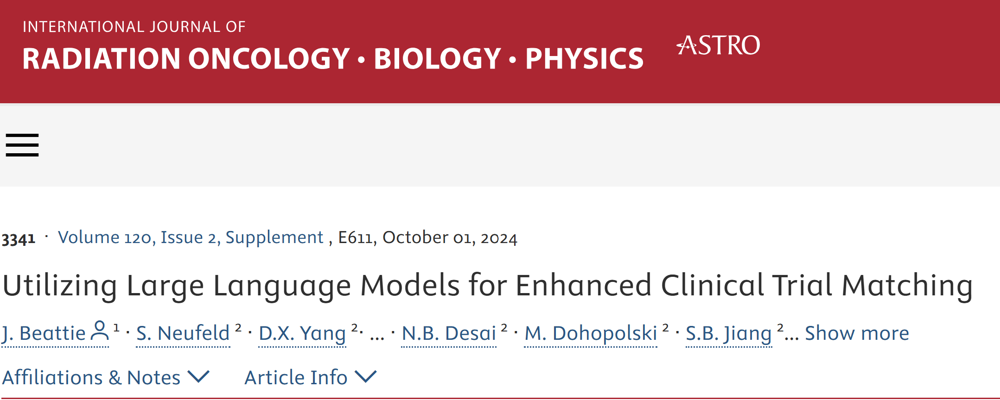 INTERNATIONAL JOURNAL OF
RADIATION ONCOLOGY • BIOLOGY • PHYSICS
ASTRO
3341 · Volume 120, Issue 2, Supplement , E611, October 01, 2024
Utilizing Large Language Models for Enhanced Clinical Trial Matching
J. Beattie ¹ · S. Neufeld ² · D.X. Yang ²· ... · N.B. Desai ² · M. Dohopolski ² · S.B. Jiang ²... Show more
Affiliations & Notes Article Info